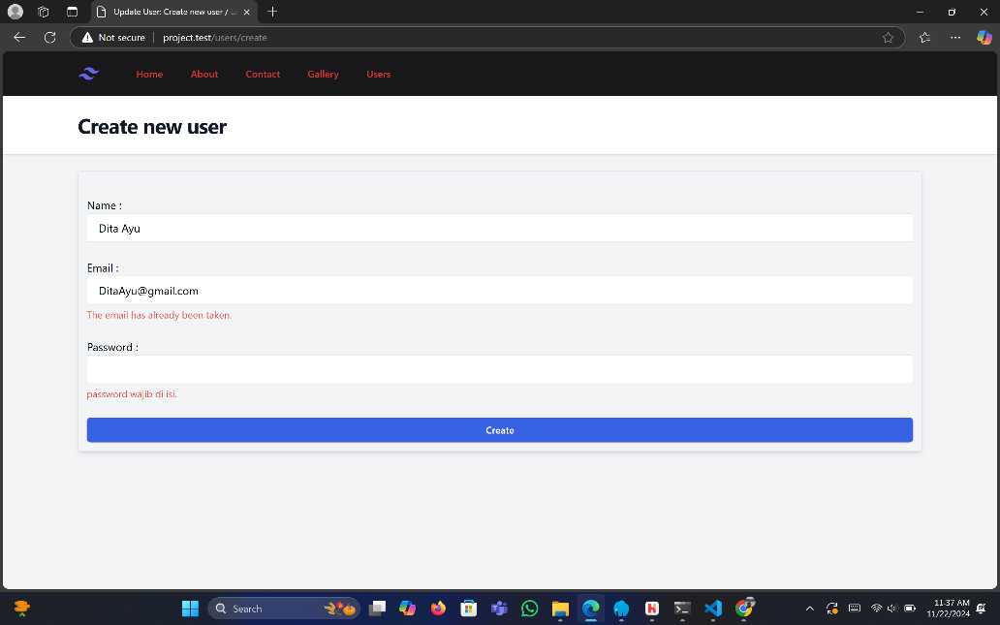 Update User: Create new user / La
Not secure
project.test/users/create
Home
About
Contact
Gallery
Users
Create new user
Name :
Dita Ayu
Email :
DitaAyu@gmail.com
The email has already been taken.
Password :
password wajib di isi.
Create
Search
11:37 AM
11/22/2024